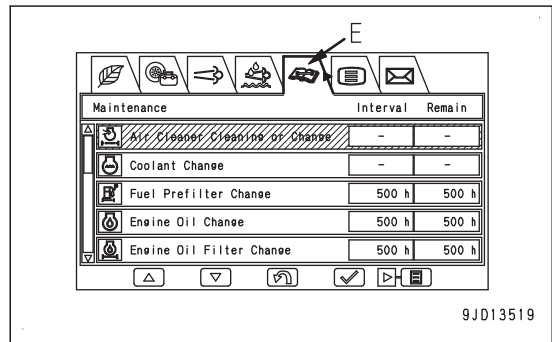 E
Maintenance Interval Remain
Air Cleaner Cleaning or Change - -
Coolant Change - -
Fuel Prefilter Change 500 h 500 h
Engine Oil Change 500 h 500 h
Engine Oil Filter Change 500 h 500 h
9JD13519